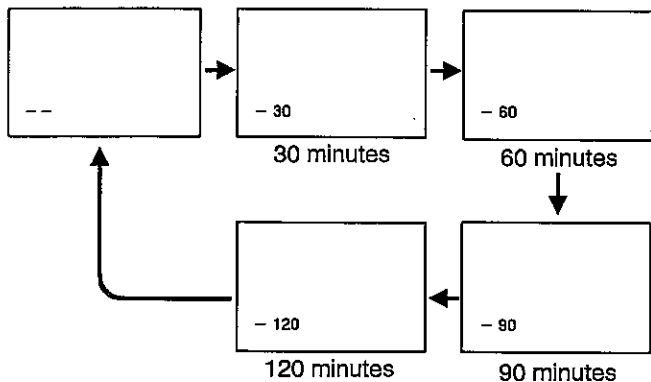 – –
– 30
– 60
30 minutes
60 minutes
– 120
– 90
120 minutes
90 minutes